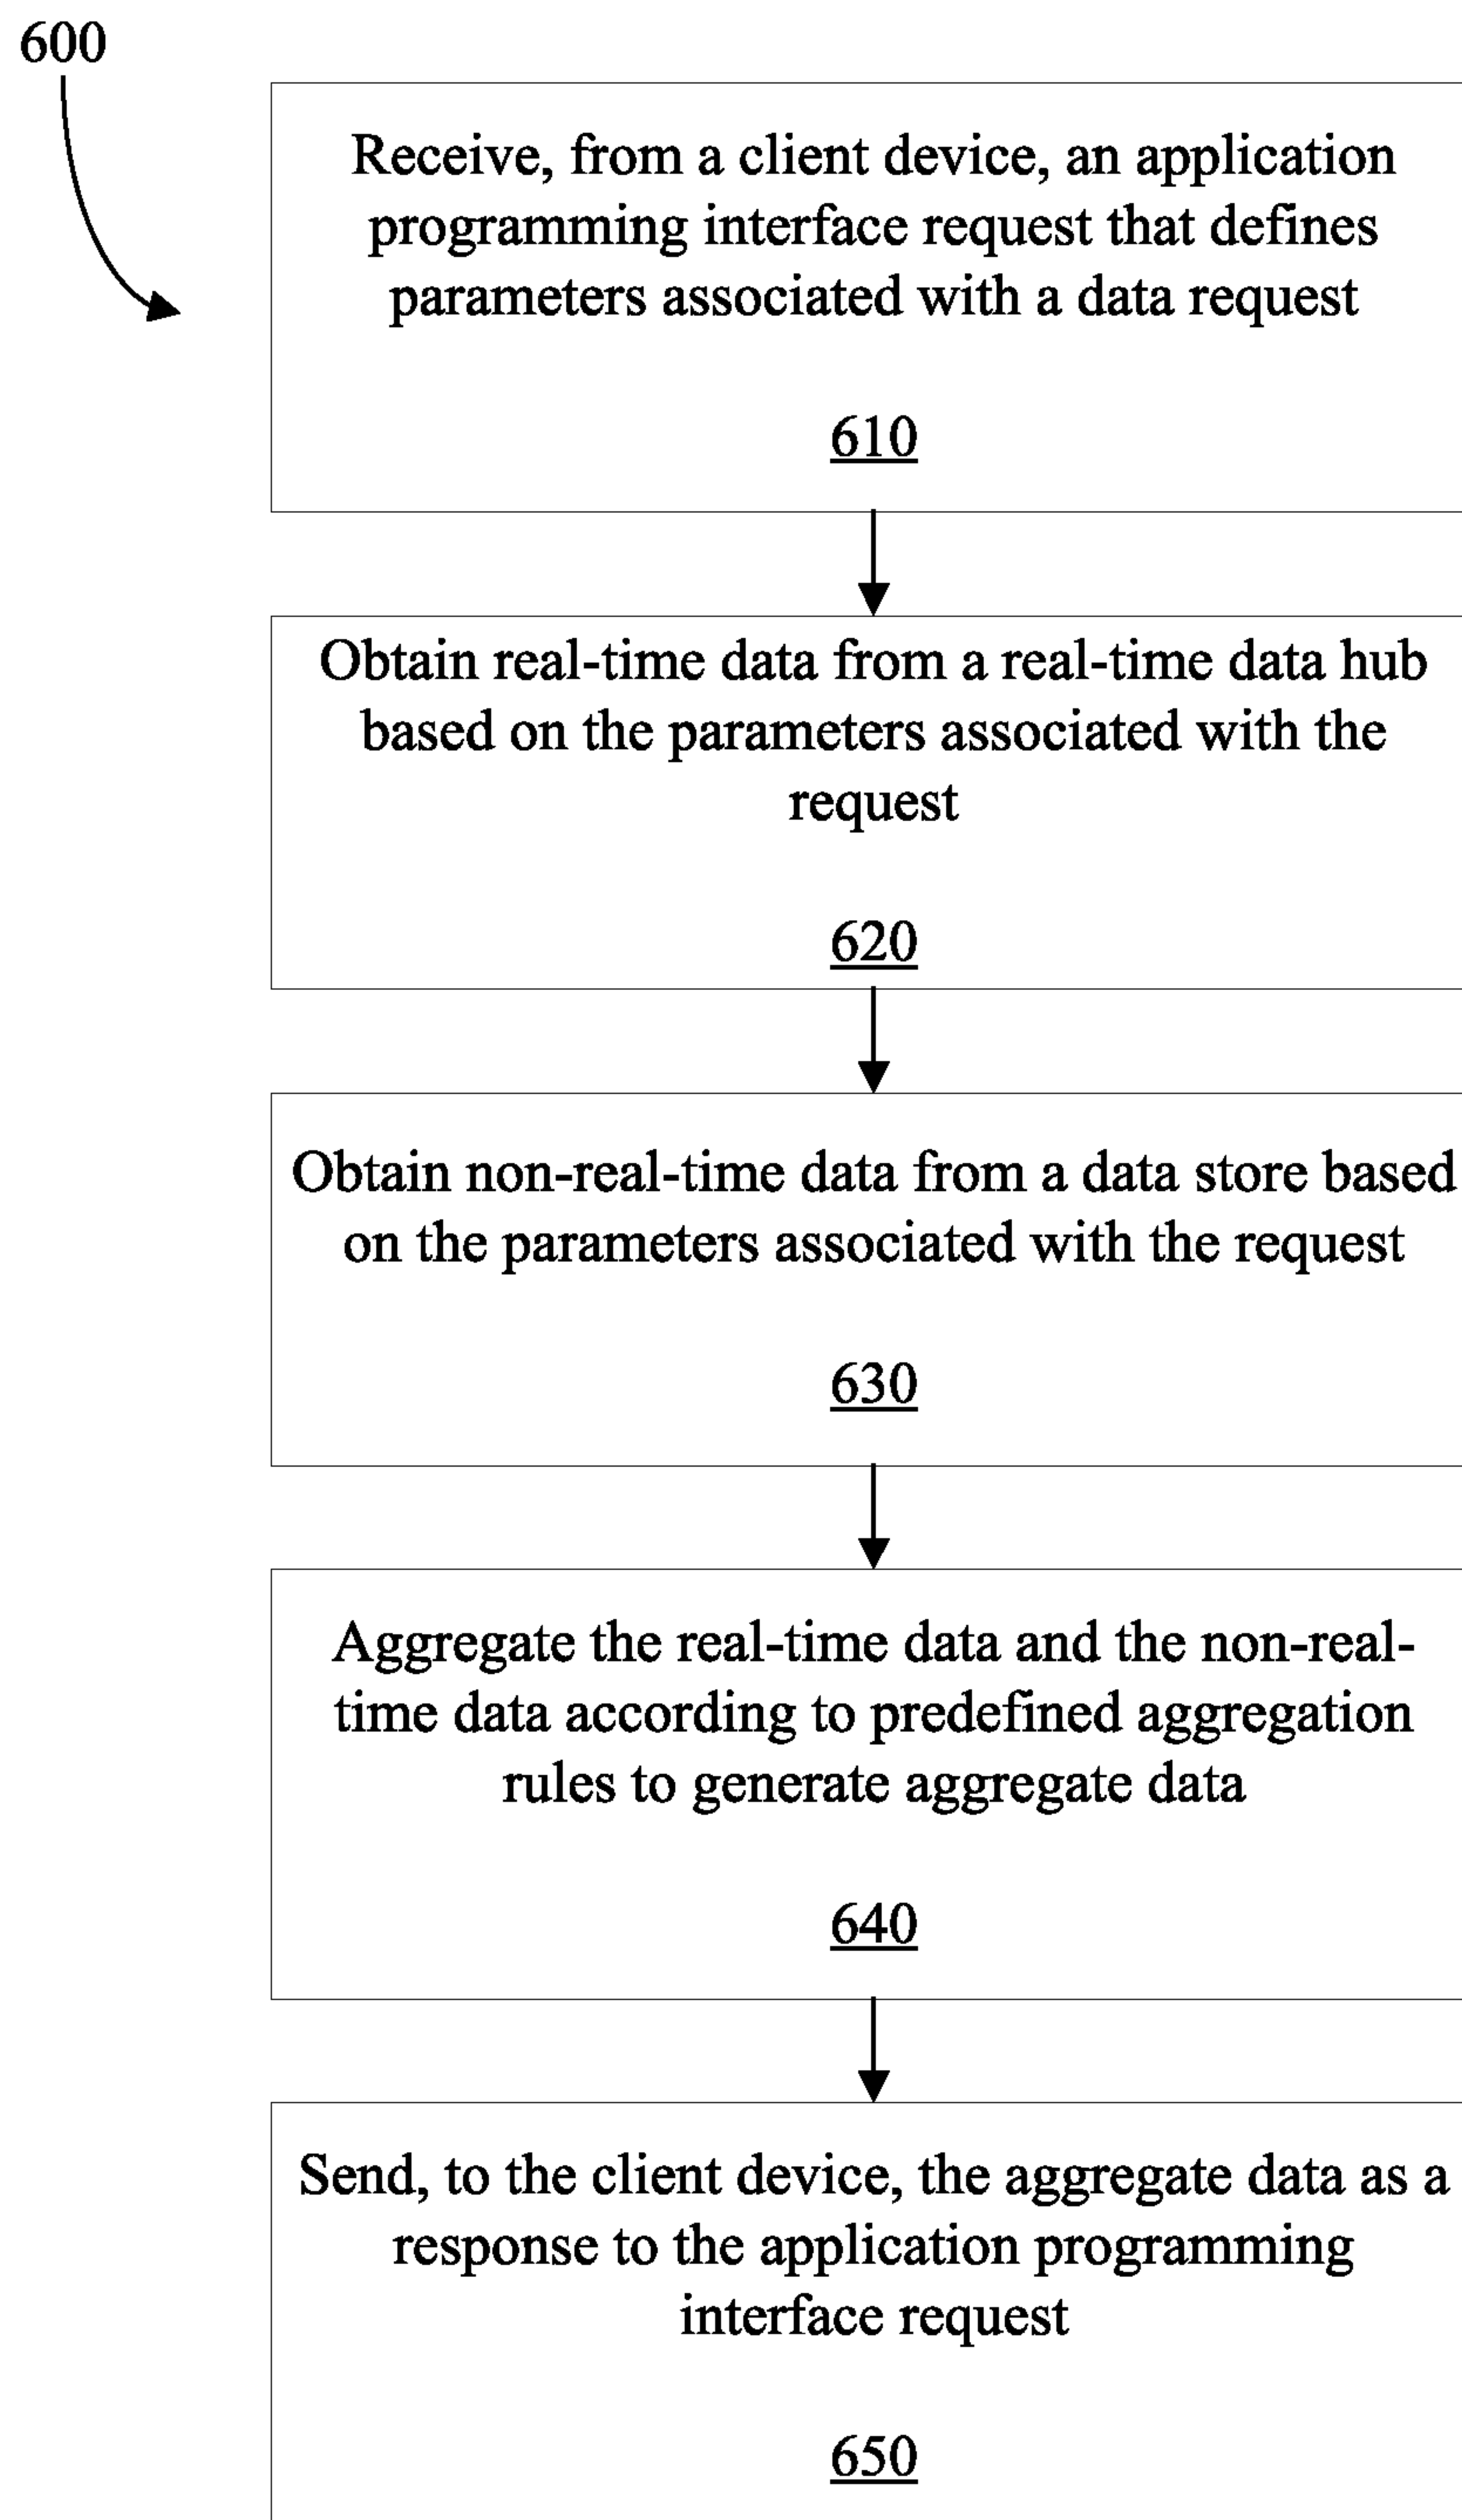 600
Receive, from a client device, an application
programming interface request that defines
parameters associated with a data request
610
Obtain real-time data from a real-time data hub
based on the parameters associated with the
request
620
Obtain non-real-time data from a data store based
on the parameters associated with the request
630
Aggregate the real-time data and the non-real-
time data according to predefined aggregation
rules to generate aggregate data
640
Send, to the client device, the aggregate data as a
response to the application programming
interface request
650